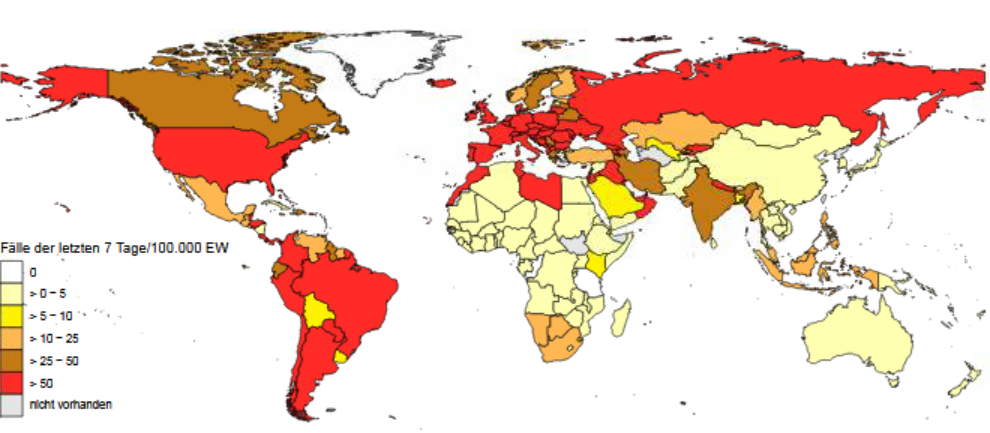 Fälle der letzten 7 Tage/100.000 EW
0
> 0 - 5
> 5 - 10
> 10 - 25
> 25 - 50
> 50
nicht vorhanden